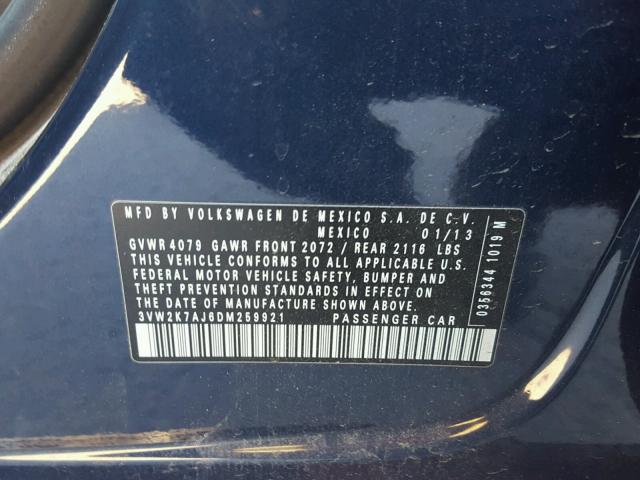 MFD BY VOLKSWAGEN DE MEXICO S.A. DE C.V.
MEXICO 01/13
GVWR 4079 GAWR FRONT 2072 / REAR 2116 LBS
THIS VEHICLE CONFORMS TO ALL APPLICABLE U.S.
FEDERAL MOTOR VEHICLE SAFETY, BUMPER AND
THEFT PREVENTION STANDARDS IN EFFECT ON
THE DATE OF MANUFACTURE SHOWN ABOVE.
3VW2K7AJ6DM259921 PASSENGER CAR
0356344 1019 M